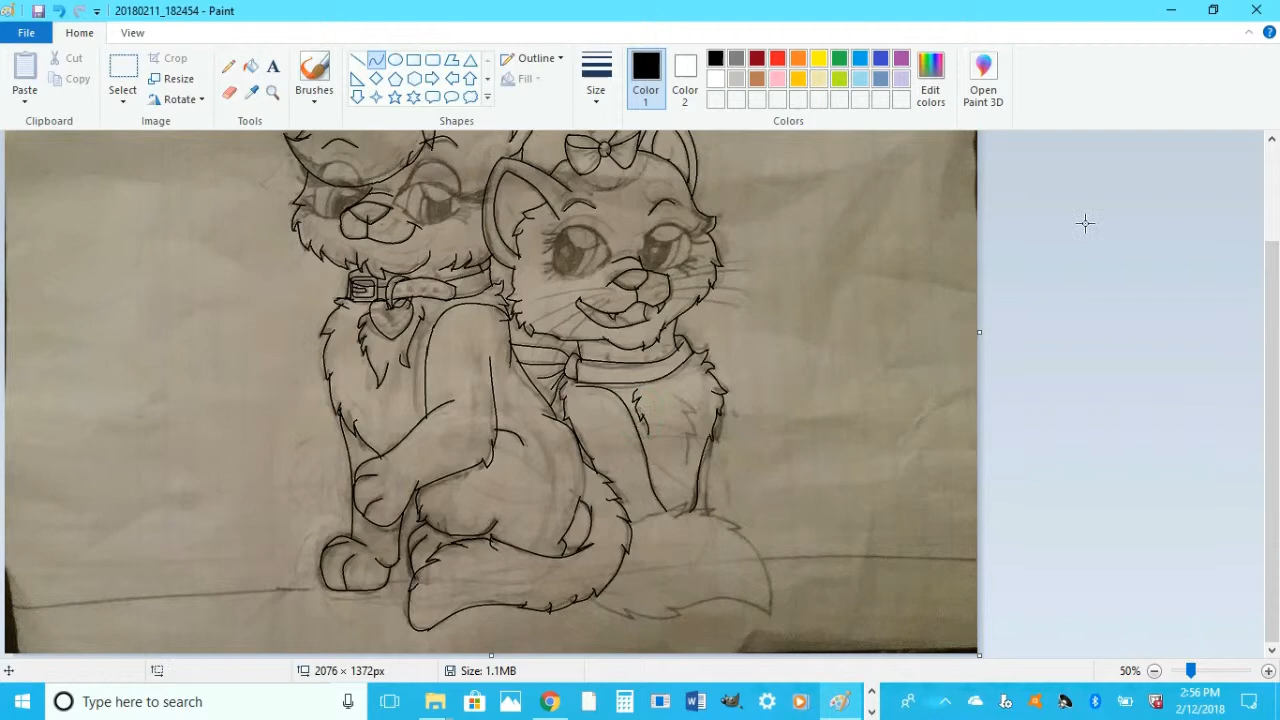 20180211_182454 - Paint
File
Home
View
Paste
Cut
Copy
Clipboard
Select
Crop
Resize
Rotate
Image
A
Tools
Brushes
Outline
Fill
Shapes
Size
Color 1
Color 2
Edit colors
Open Paint 3D
Colors
2076 × 1372px
Size: 1.1MB
50%
Type here to search
2:56 PM
2/12/2018